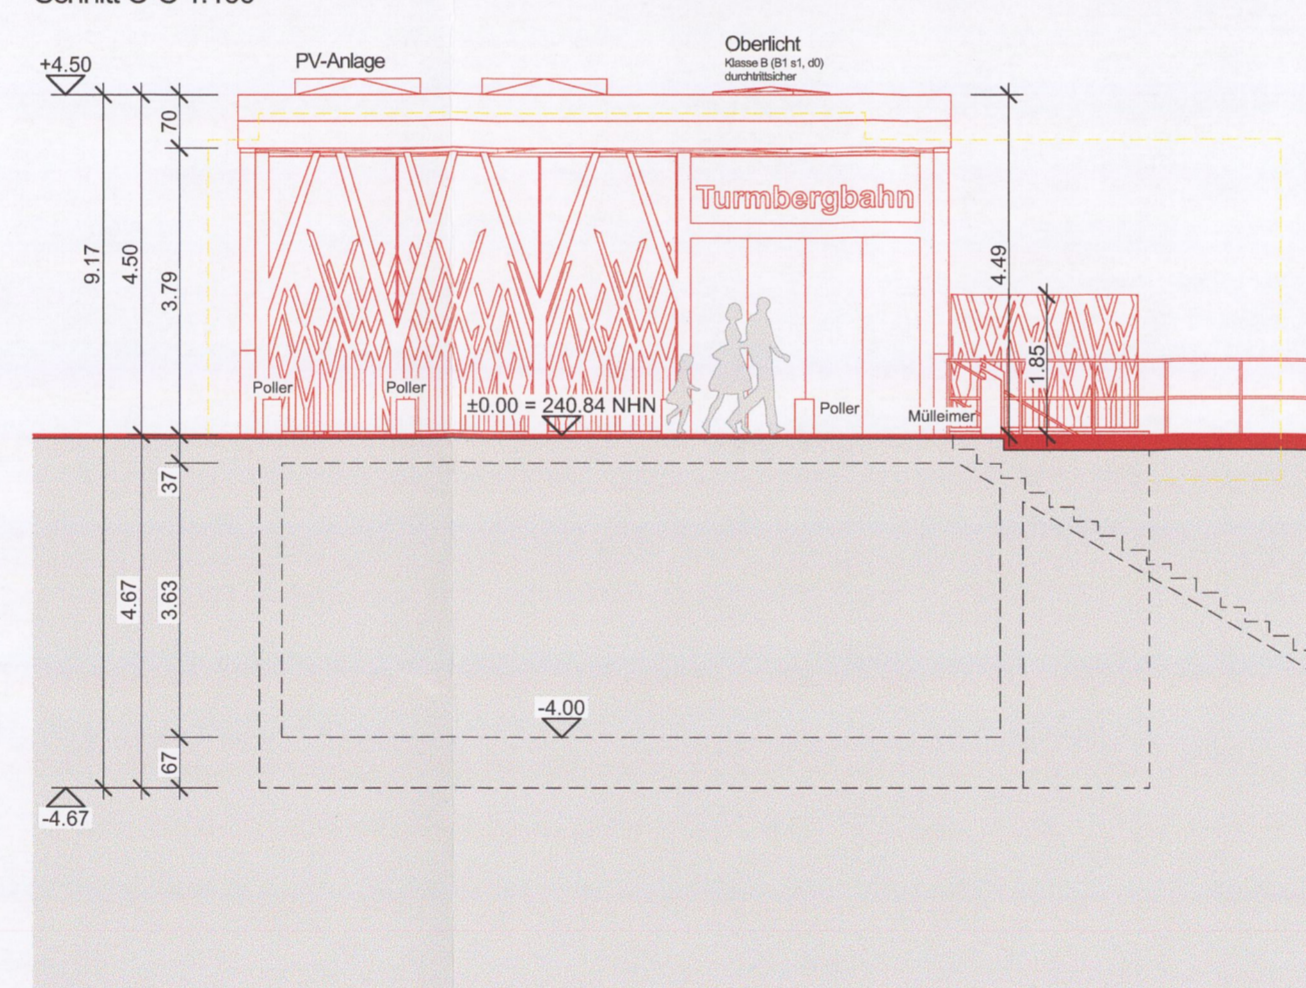 +4.50
PV-Anlage
Oberlicht
Klasse B (B1 s1, d0)
durchtrittsicher
70
Turmbergbahn
9.17
4.50
3.79
4.49
1.85
Poller
Poller
±0.00 = 240.84 NHN
Poller
Mülleimer
37
4.67
3.63
-4.00
67
-4.67